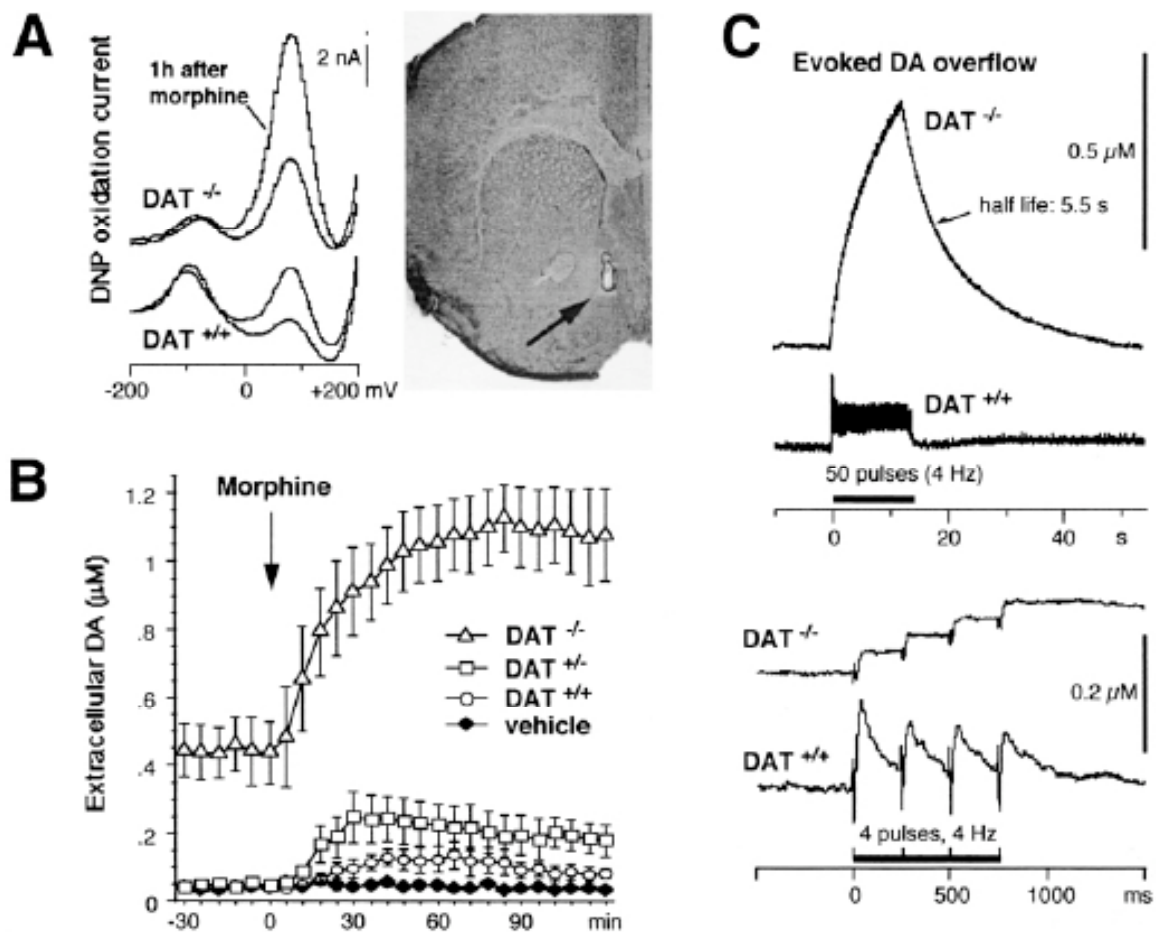 A
DNP oxidation current
1h after
morphine
2 nA
DAT -/-
DAT +/+
-200
0
+200 mV
B
Morphine
Extracellular DA (µM)
1.2
1
.8
.6
.4
.2
0
DAT -/-
DAT +/-
DAT +/+
vehicle
-30
0
30
60
90
min
C
Evoked DA overflow
DAT -/-
0.5 µM
half life: 5.5 s
DAT +/+
50 pulses (4 Hz)
0
20
40
s
DAT -/-
0.2 µM
DAT +/+
4 pulses, 4 Hz
0
500
1000
ms